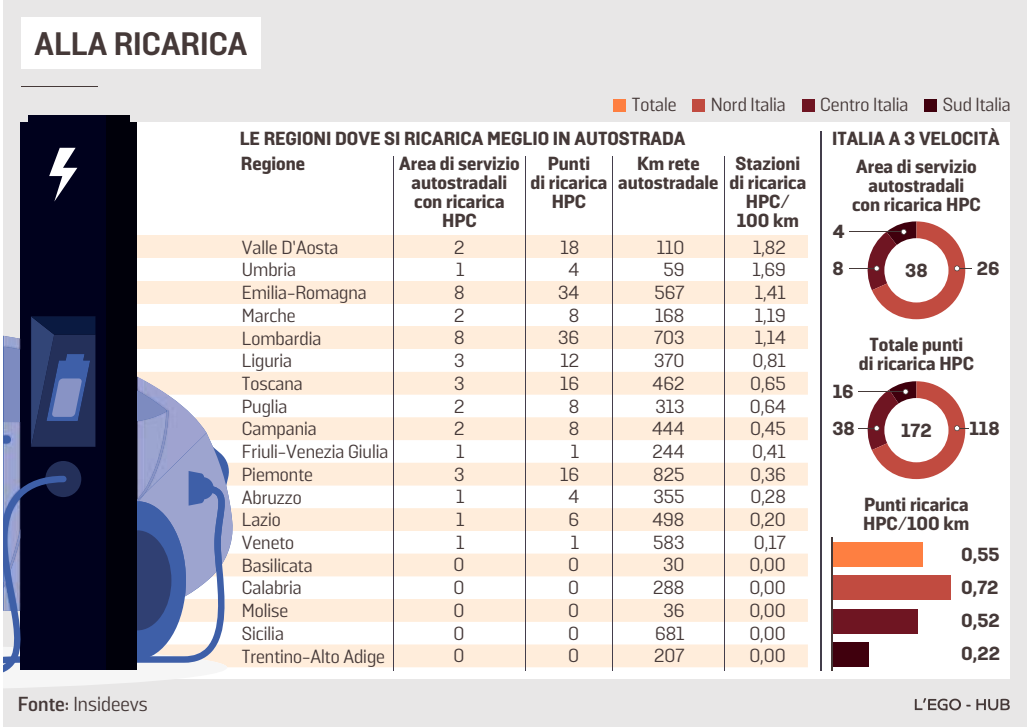 ALLA RICARICA
Totale Nord Italia Centro Italia Sud Italia
LE REGIONI DOVE SI RICARICA MEGLIO IN AUTOSTRADA
Regione Area di servizio autostradali con ricarica HPC Punti di ricarica HPC Km rete autostradale Stazioni di ricarica HPC/ 100 km
Valle D'Aosta 2 18 110 1,82
Umbria 1 4 59 1,69
Emilia-Romagna 8 34 567 1,41
Marche 2 8 168 1,19
Lombardia 8 36 703 1,14
Liguria 3 12 370 0,81
Toscana 3 16 462 0,65
Puglia 2 8 313 0,64
Campania 2 8 444 0,45
Friuli-Venezia Giulia 1 1 244 0,41
Piemonte 3 16 825 0,36
Abruzzo 1 4 355 0,28
Lazio 1 6 498 0,20
Veneto 1 1 583 0,17
Basilicata 0 0 30 0,00
Calabria 0 0 288 0,00
Molise 0 0 36 0,00
Sicilia 0 0 681 0,00
Trentino-Alto Adige 0 0 207 0,00
ITALIA A 3 VELOCITÀ
Area di servizio
autostradali
con ricarica HPC
4
8 38 26
Totale punti
di ricarica HPC
16
38 172 118
Punti ricarica
HPC/100 km
0,55
0,72
0,52
0,22
Fonte: Insideevs
L'EGO - HUB